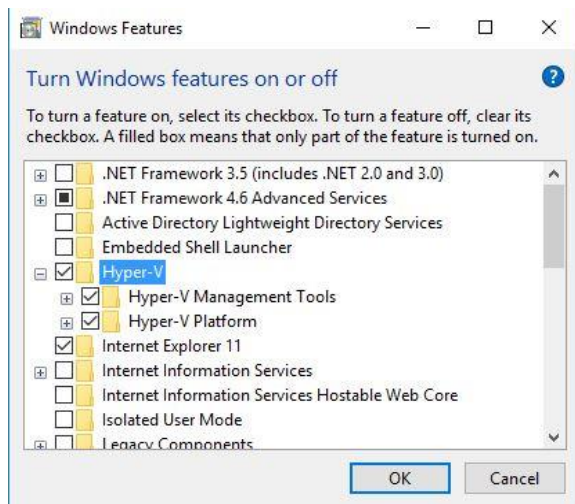 Windows Features
Turn Windows features on or off
To turn a feature on, select its checkbox. To turn a feature off, clear its
checkbox. A filled box means that only part of the feature is turned on.
.NET Framework 3.5 (includes .NET 2.0 and 3.0)
.NET Framework 4.6 Advanced Services
Active Directory Lightweight Directory Services
Embedded Shell Launcher
Hyper-V
Hyper-V Management Tools
Hyper-V Platform
Internet Explorer 11
Internet Information Services
Internet Information Services Hostable Web Core
Isolated User Mode
Legacy Components
OK Cancel